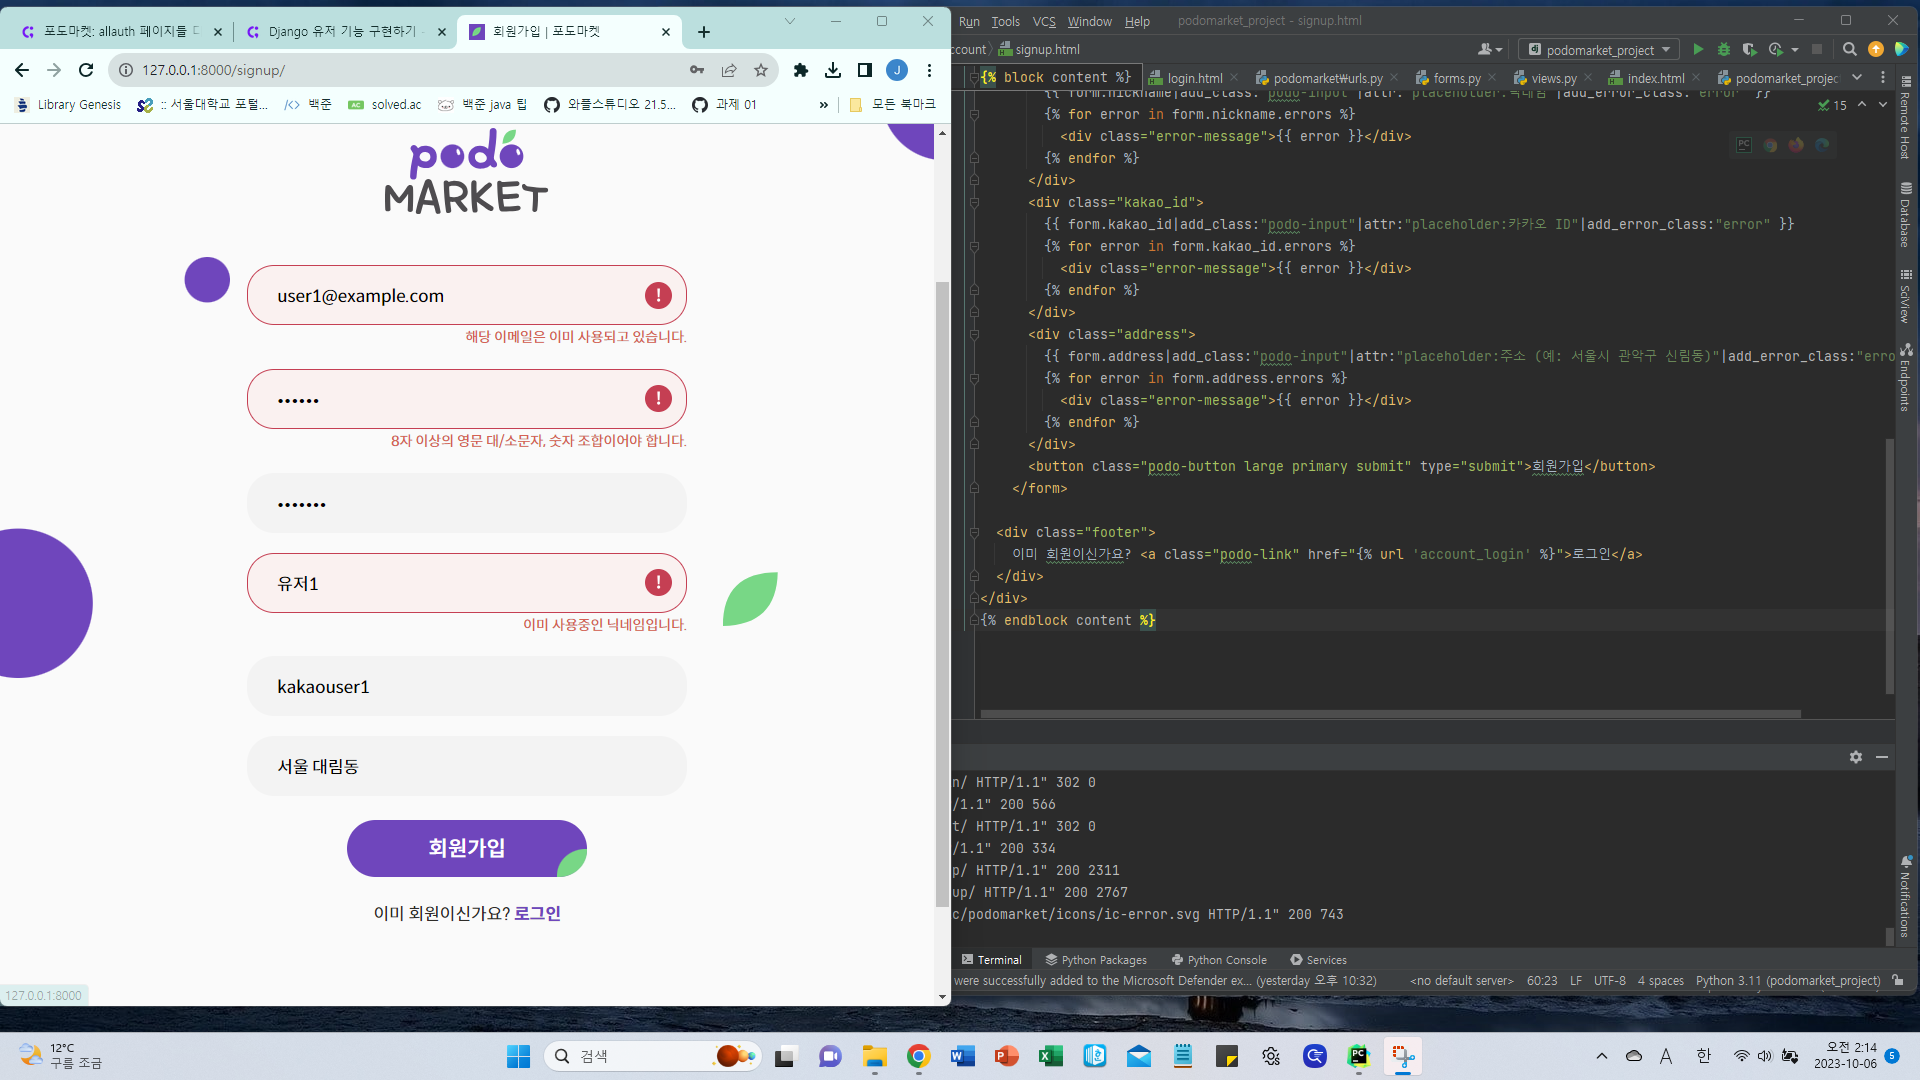 포도마켓: allauth 페이지들 디
Django 유저 기능 구현하기 -
회원가입 | 포도마켓
127.0.0.1:8000/signup/
Library Genesis
:: 서울대학교 포털...
백준
solved.ac
백준 java 팁
와플스튜디오 21.5...
과제 01
»
모든 북마크
podo
MARKET
user1@example.com
해당 이메일은 이미 사용되고 있습니다.
••••••
8자 이상의 영문 대/소문자, 숫자 조합이어야 합니다.
•••••••
유저1
이미 사용중인 닉네임입니다.
kakaouser1
서울 대림동
회원가입
이미 회원이신가요? 로그인
127.0.0.1:8000
Run Tools VCS Window Help podomarket_project - signup.html
ccount signup.html
podomarket_project
{% block content %} login.html podomarket₩urls.py forms.py views.py index.html podomarket_projec
{{ form.nickname|add_class:"podo-input"|attr:"placeholder:닉네임"|add_error_class:"error" }}
15
{% for error in form.nickname.errors %}
<div class="error-message">{{ error }}</div>
{% endfor %}
</div>
<div class="kakao_id">
{{ form.kakao_id|add_class:"podo-input"|attr:"placeholder:카카오 ID"|add_error_class:"error" }}
{% for error in form.kakao_id.errors %}
<div class="error-message">{{ error }}</div>
{% endfor %}
</div>
<div class="address">
{{ form.address|add_class:"podo-input"|attr:"placeholder:주소 (예: 서울시 관악구 신림동)"|add_error_class:"erro
{% for error in form.address.errors %}
<div class="error-message">{{ error }}</div>
{% endfor %}
</div>
<button class="podo-button large primary submit" type="submit">회원가입</button>
</form>
<div class="footer">
이미 회원이신가요? <a class="podo-link" href="{% url 'account_login' %}">로그인</a>
</div>
</div>
{% endblock content %}
Remote Host
Database
SciView
Endpoints
Notifications
n/ HTTP/1.1" 302 0
/1.1" 200 566
t/ HTTP/1.1" 302 0
/1.1" 200 334
p/ HTTP/1.1" 200 2311
up/ HTTP/1.1" 200 2767
c/podomarket/icons/ic-error.svg HTTP/1.1" 200 743
Terminal Python Packages Python Console Services
were successfully added to the Microsoft Defender ex... (yesterday 오후 10:32) <no default server> 60:23 LF UTF-8 4 spaces Python 3.11 (podomarket_project)
12°C
구름 조금
검색
A
한
오전 2:14
2023-10-06
5